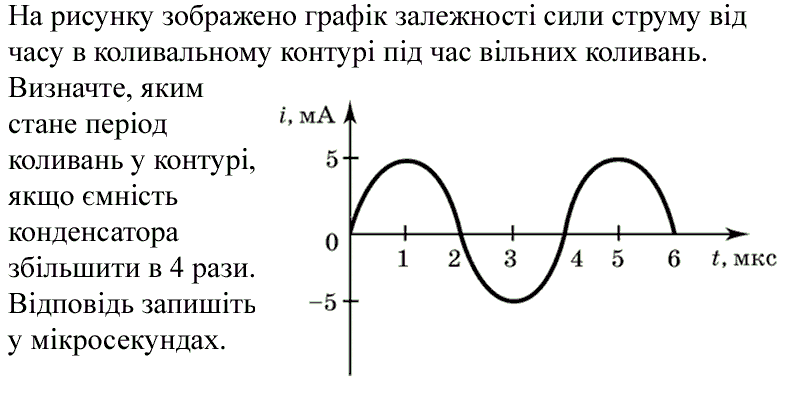 На рисунку зображено графік залежності сили струму від
часу в коливальному контурі під час вільних коливань.
Визначте, яким
стане період
коливань у контурі,
якщо ємність
конденсатора
збільшити в 4 рази.
Відповідь запишіть
у мікросекундах.
i, мА
5
0
1 2 3 4 5 6 t, мкс
–5